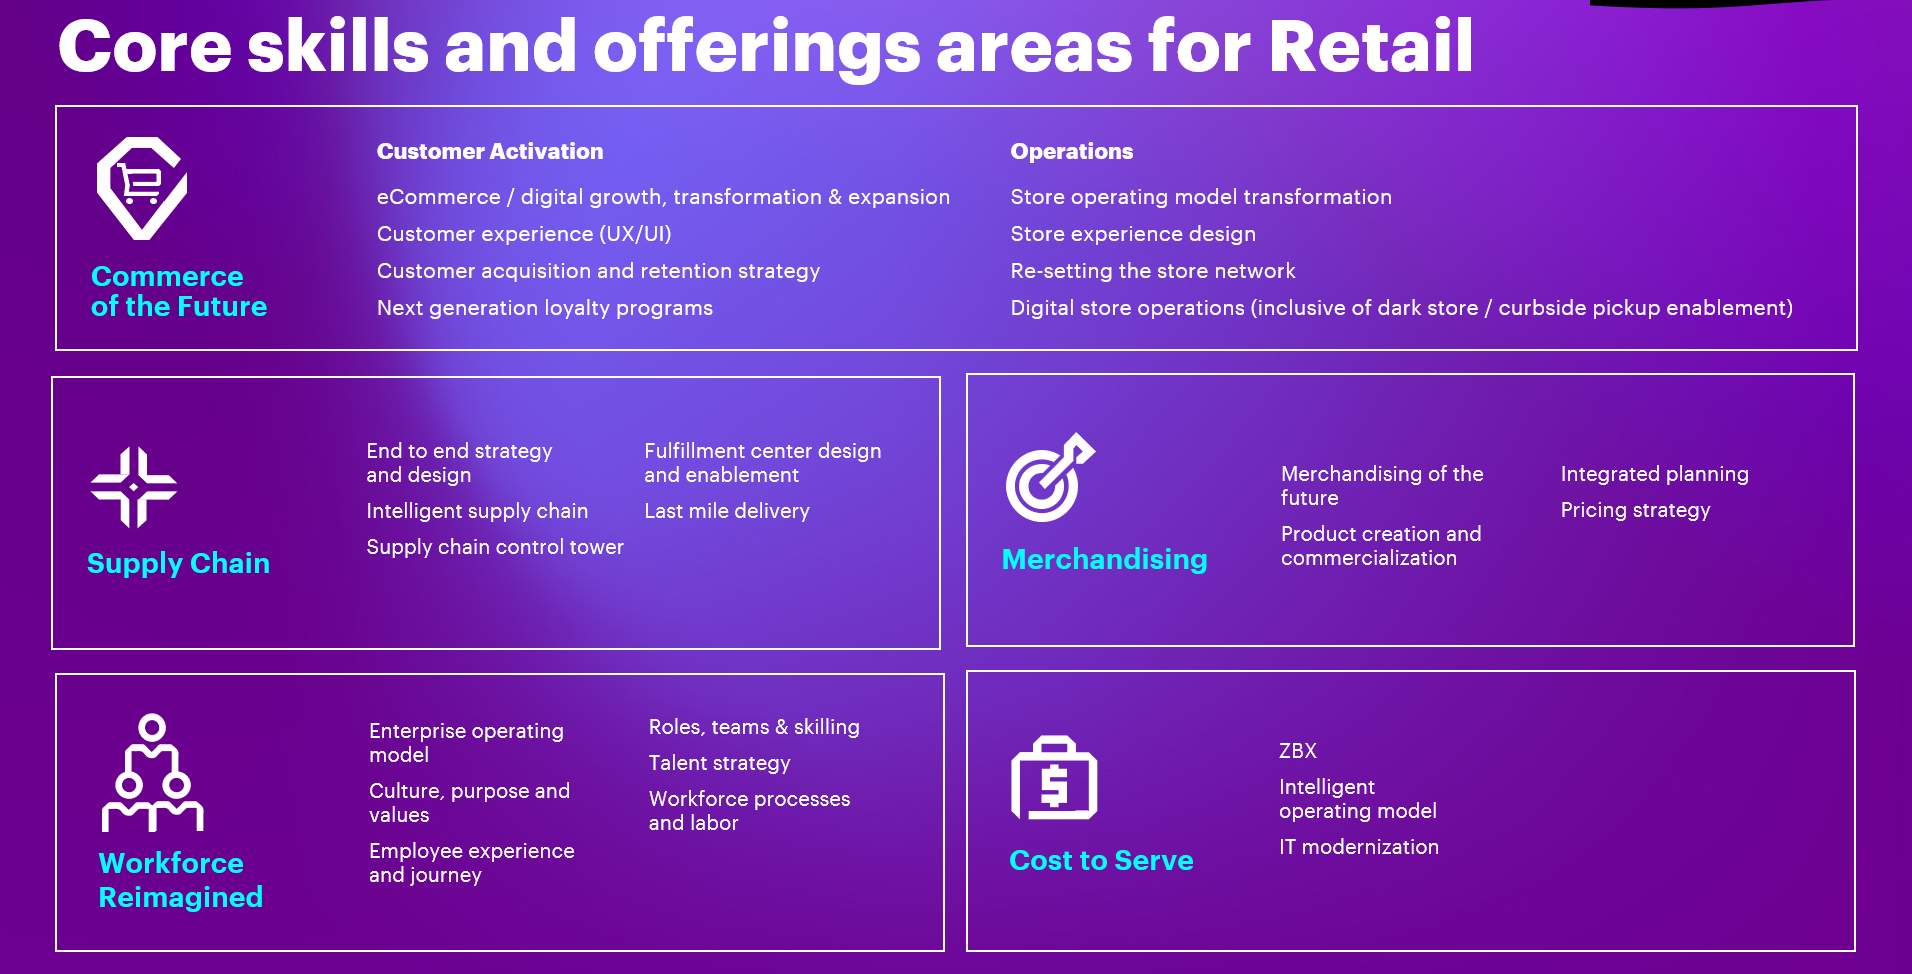 Core skills and offerings areas for Retail
Commerce
of the Future
Customer Activation
eCommerce / digital growth, transformation & expansion
Customer experience (UX/UI)
Customer acquisition and retention strategy
Next generation loyalty programs
Operations
Store operating model transformation
Store experience design
Re-setting the store network
Digital store operations (inclusive of dark store / curbside pickup enablement)
Supply Chain
End to end strategy
and design
Intelligent supply chain
Supply chain control tower
Fulfillment center design
and enablement
Last mile delivery
Merchandising
Merchandising of the
future
Product creation and
commercialization
Integrated planning
Pricing strategy
Workforce
Reimagined
Enterprise operating
model
Culture, purpose and
values
Employee experience
and journey
Roles, teams & skilling
Talent strategy
Workforce processes
and labor
Cost to Serve
ZBX
Intelligent
operating model
IT modernization